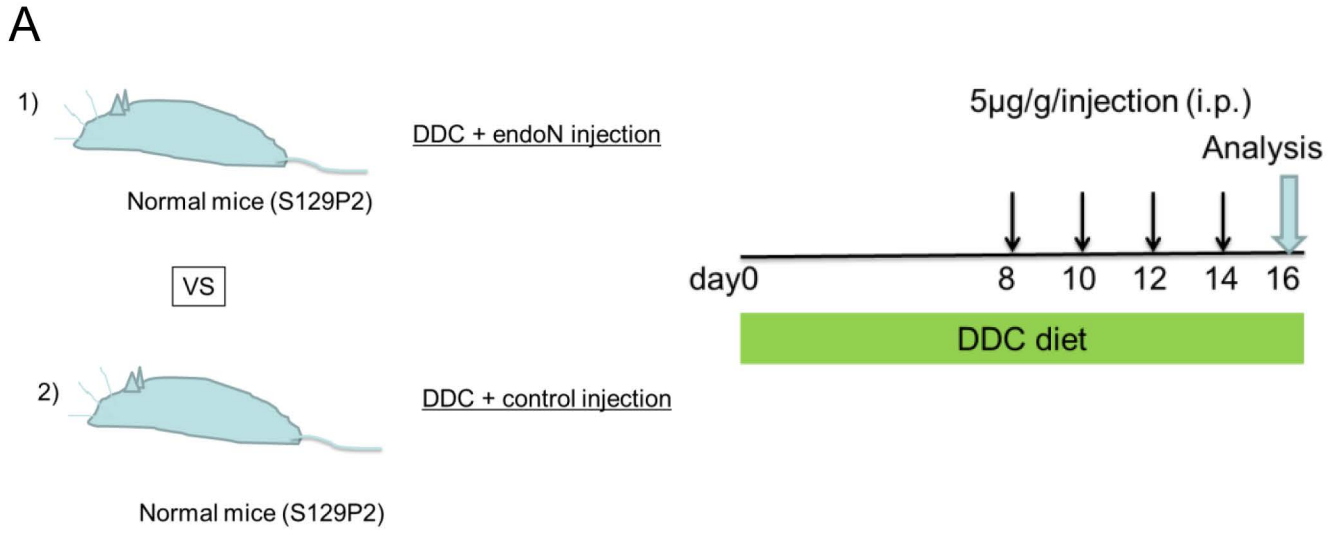 A
1)
DDC + endoN injection
Normal mice (S129P2)
VS
2)
DDC + control injection
Normal mice (S129P2)
5µg/g/injection (i.p.)
Analysis
day0 8 10 12 14 16
DDC diet